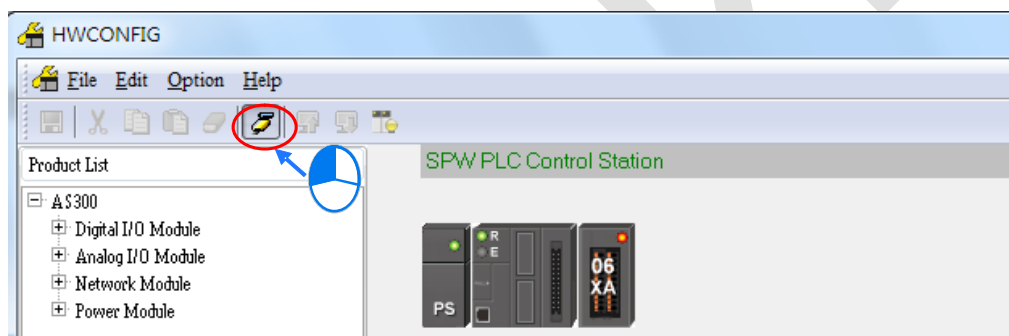 HWCONFIG
File Edit Option Help
Product List
SPW PLC Control Station
AS300
Digital I/O Module
Analog I/O Module
Network Module
Power Module
R
E
PS
06
XA